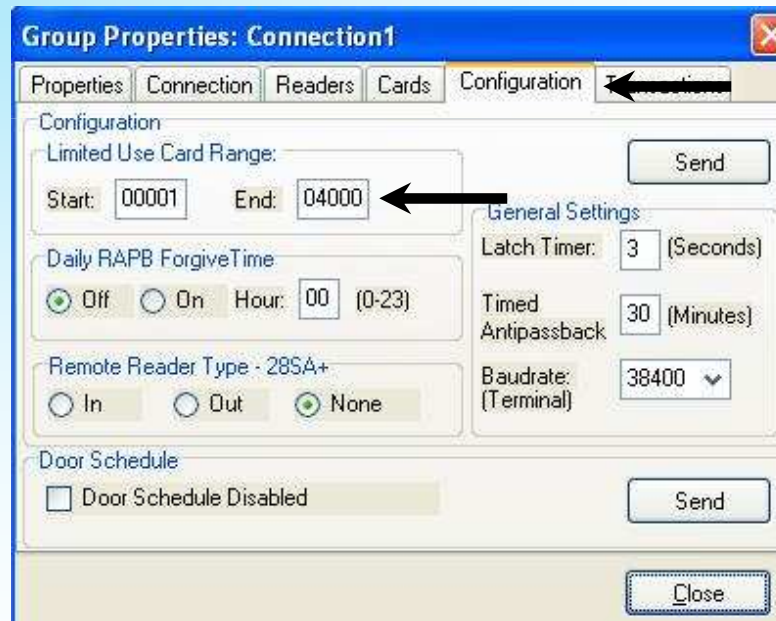 Group Properties: Connection1
Properties Connection Readers Cards Configuration
Configuration
Limited Use Card Range:
Start: 00001 End: 04000
Send
General Settings
Latch Timer: 3 (Seconds)
Timed
Antipassback 30 (Minutes)
Baudrate: 38400
(Terminal)
Daily RAPB ForgiveTime
Off On Hour: 00 (0-23)
Remote Reader Type - 28SA+
In Out None
Door Schedule
Door Schedule Disabled
Send
Close